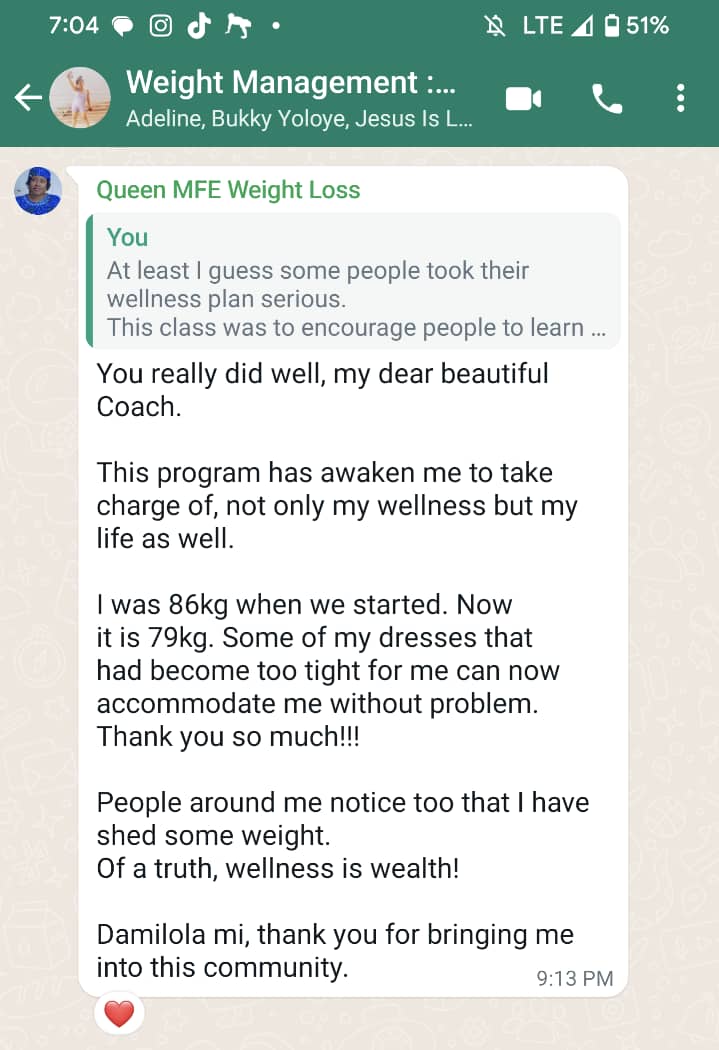 7:04
LTE
51%
Weight Management :...
Adeline, Bukky Yoloye, Jesus Is L...
Queen MFE Weight Loss
You
At least I guess some people took their
wellness plan serious.
This class was to encourage people to learn ...
You really did well, my dear beautiful
Coach.
This program has awaken me to take
charge of, not only my wellness but my
life as well.
I was 86kg when we started. Now
it is 79kg. Some of my dresses that
had become too tight for me can now
accommodate me without problem.
Thank you so much!!!
People around me notice too that I have
shed some weight.
Of a truth, wellness is wealth!
Damilola mi, thank you for bringing me
into this community.
9:13 PM